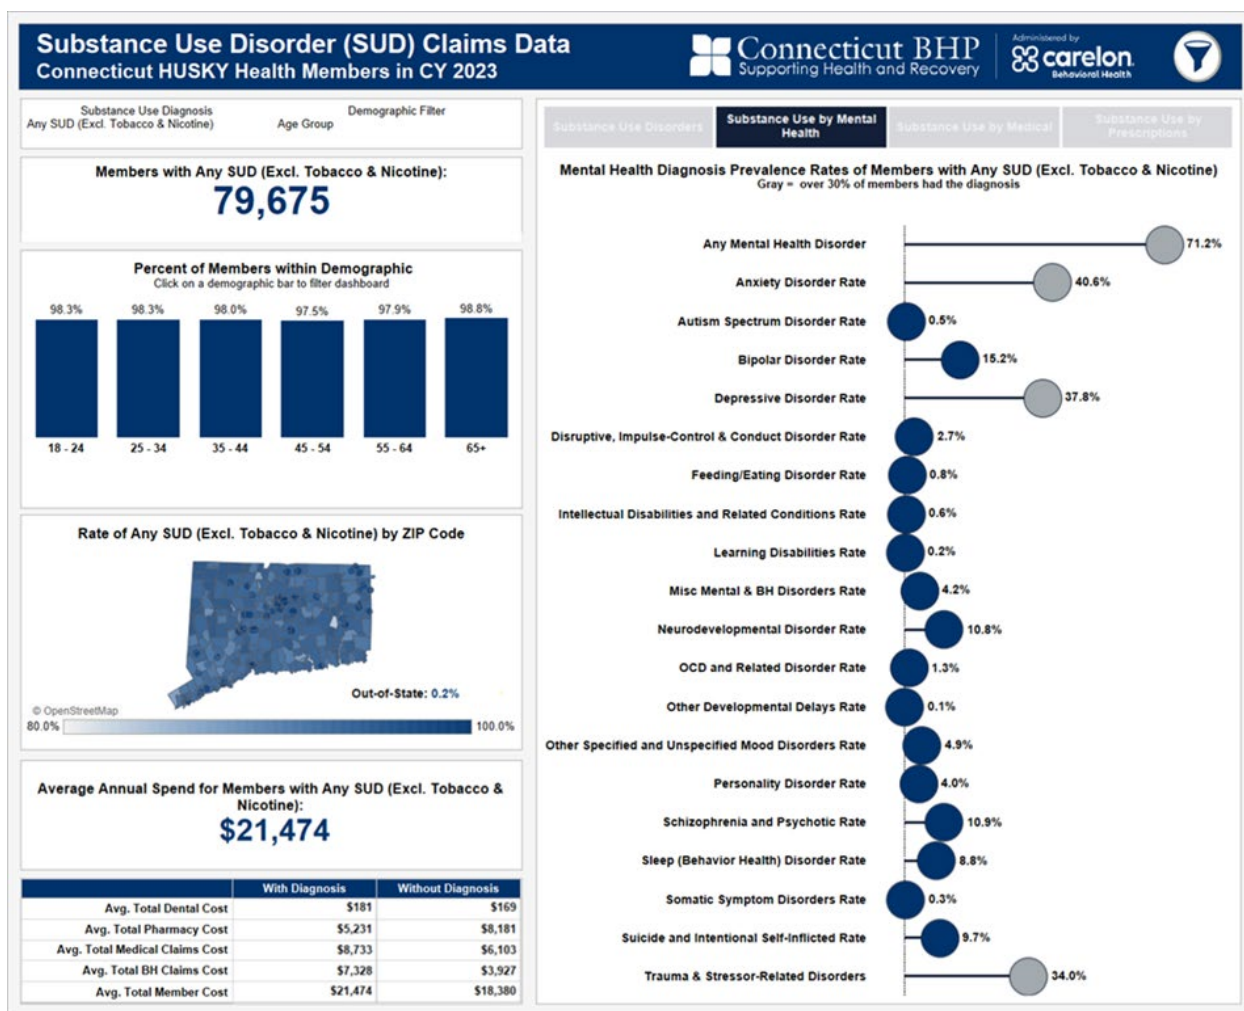 Substance Use Disorder (SUD) Claims Data
Connecticut HUSKY Health Members in CY 2023
Connecticut BHP
Supporting Health and Recovery
Administered by
carelon
Behavioral Health
Substance Use Diagnosis
Any SUD (Excl. Tobacco & Nicotine)
Demographic Filter
Age Group
Members with Any SUD (Excl. Tobacco & Nicotine):
79,675
Percent of Members within Demographic
Click on a demographic bar to filter dashboard
98.3% 98.3% 98.0% 97.5% 97.9% 98.8%
18 - 24 25 - 34 35 - 44 45 - 54 55 - 64 65+
Rate of Any SUD (Excl. Tobacco & Nicotine) by ZIP Code
Out-of-State: 0.2%
© OpenStreetMap
80.0% 100.0%
Average Annual Spend for Members with Any SUD (Excl. Tobacco &
Nicotine):
$21,474
With Diagnosis Without Diagnosis
Avg. Total Dental Cost $181 $169
Avg. Total Pharmacy Cost $5,231 $8,181
Avg. Total Medical Claims Cost $8,733 $6,103
Avg. Total BH Claims Cost $7,328 $3,927
Avg. Total Member Cost $21,474 $18,380
Substance Use Disorders
Substance Use by Mental
Health
Substance Use by Medical
Substance Use by
Prescriptions
Mental Health Diagnosis Prevalence Rates of Members with Any SUD (Excl. Tobacco & Nicotine)
Gray = over 30% of members had the diagnosis
Any Mental Health Disorder 71.2%
Anxiety Disorder Rate 40.6%
Autism Spectrum Disorder Rate 0.5%
Bipolar Disorder Rate 15.2%
Depressive Disorder Rate 37.8%
Disruptive, Impulse-Control & Conduct Disorder Rate 2.7%
Feeding/Eating Disorder Rate 0.8%
Intellectual Disabilities and Related Conditions Rate 0.6%
Learning Disabilities Rate 0.2%
Misc Mental & BH Disorders Rate 4.2%
Neurodevelopmental Disorder Rate 10.8%
OCD and Related Disorder Rate 1.3%
Other Developmental Delays Rate 0.1%
Other Specified and Unspecified Mood Disorders Rate 4.9%
Personality Disorder Rate 4.0%
Schizophrenia and Psychotic Rate 10.9%
Sleep (Behavior Health) Disorder Rate 8.8%
Somatic Symptom Disorders Rate 0.3%
Suicide and Intentional Self-Inflicted Rate 9.7%
Trauma & Stressor-Related Disorders 34.0%